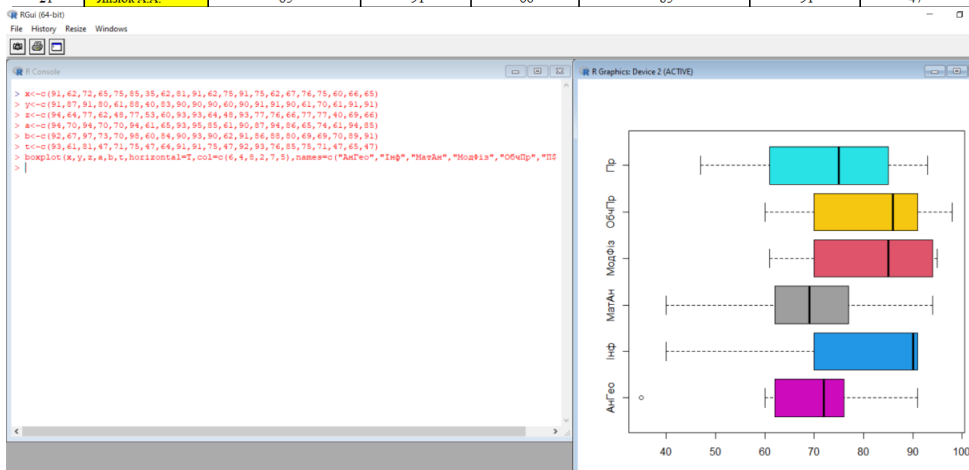 21 69 91 66 69 91 47
RGui (64-bit)
File History Resize Windows
R Console
> x<-c(91,62,72,65,75,85,35,62,81,91,62,75,91,75,62,67,76,75,60,66,65)
> y<-c(91,87,91,80,61,88,40,83,90,90,90,60,90,91,91,90,61,70,61,91,91)
> z<-c(94,64,77,62,48,77,53,60,93,93,64,48,93,77,76,66,77,77,40,69,66)
> a<-c(94,70,94,70,70,94,61,65,93,95,85,61,90,87,94,86,65,74,61,94,85)
> b<-c(92,67,97,73,70,98,60,84,90,93,90,62,91,86,88,80,69,69,70,89,91)
> t<-c(93,61,81,47,71,75,47,64,91,91,75,47,92,93,76,85,75,71,47,65,47)
> boxplot(x,y,z,a,b,t,horizontal=T,col=c(6,4,8,2,7,5),names=c("АнГео","Інф","МатАн","МодФіз","ОбчПр","П$
> |
R Graphics: Device 2 (ACTIVE)
Пр
ОбчПр
МодФіз
МатАн
Інф
АнГео
40 50 60 70 80 90 100